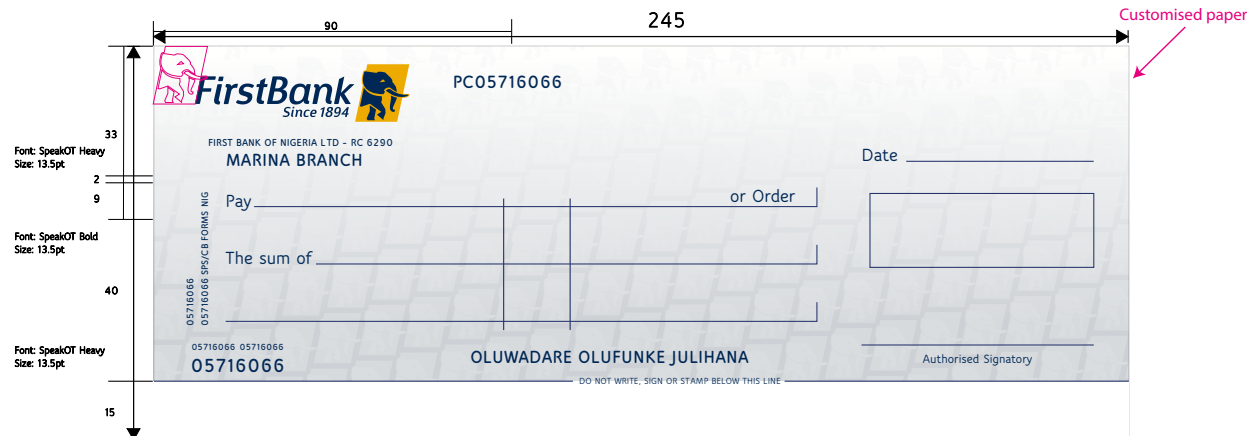 90
245
Customised paper
FirstBank
Since 1894
PC05716066
33
Font: SpeakOT Heavy
Size: 13.5pt
FIRST BANK OF NIGERIA LTD - RC 6290
MARINA BRANCH
Date
2
9
Pay
or Order
Font: SpeakOT Bold
Size: 13.5pt
The sum of
40
05716066
05716066 SPS/CB FORMS NIG
Font: SpeakOT Heavy
Size: 13.5pt
05716066 05716066
05716066
OLUWADARE OLUFUNKE JULIHANA
Authorised Signatory
DO NOT WRITE, SIGN OR STAMP BELOW THIS LINE
15